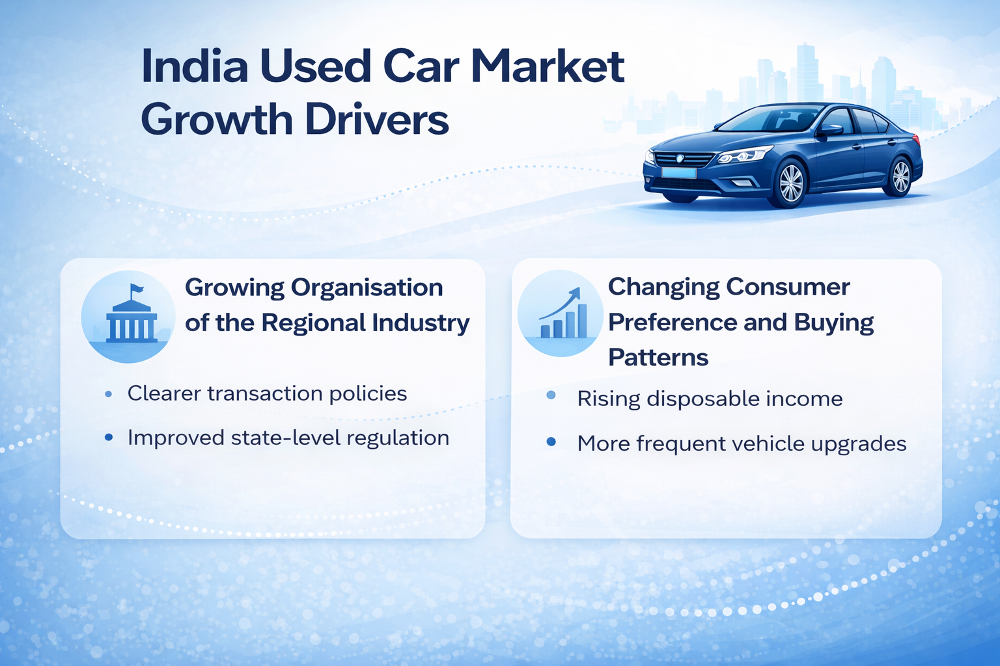 India Used Car Market
Growth Drivers
Growing Organisation
of the Regional Industry
• Clearer transaction policies
• Improved state-level regulation
Changing Consumer
Preference and Buying
Patterns
• Rising disposable income
• More frequent vehicle upgrades